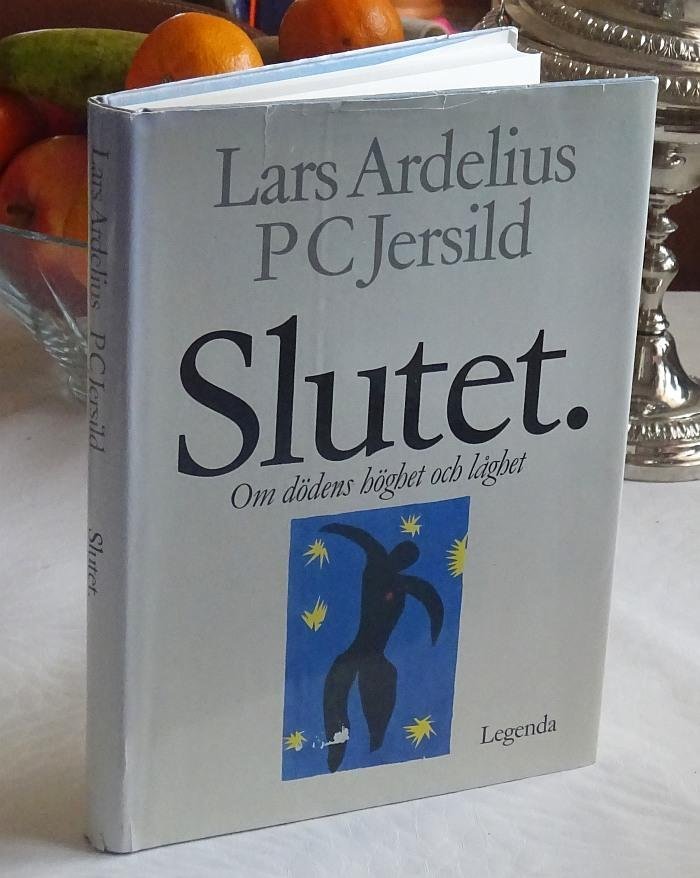 Lars Ardelius
P C Jersild
Slutet.
Om dödens höghet och låghet
Legenda
Lars Ardelius P C Jersild Slutet.